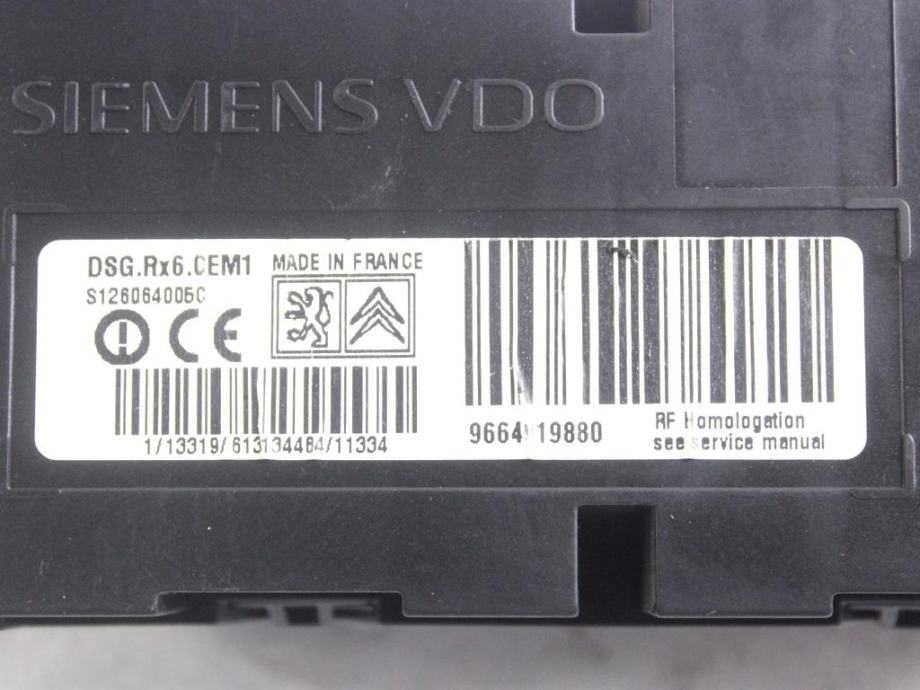 SIEMENS VDO
DSG.Rx6.CEM1 MADE IN FRANCE
S126064005C
CE
1/13319/613134484/11334
9664 19880
RF Homologation
see service manual